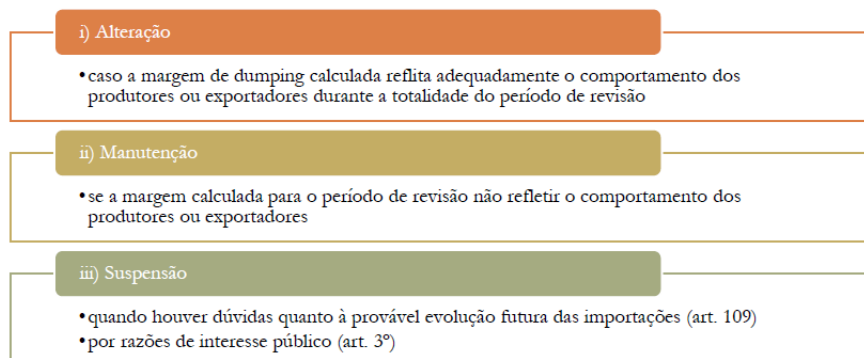 i) Alteração
•caso a margem de dumping calculada reflita adequadamente o comportamento dos
produtores ou exportadores durante a totalidade do período de revisão
ii) Manutenção
•se a margem calculada para o período de revisão não refletir o comportamento dos
produtores ou exportadores
iii) Suspensão
•quando houver dúvidas quanto à provável evolução futura das importações (art. 109)
•por razões de interesse público (art. 3º)